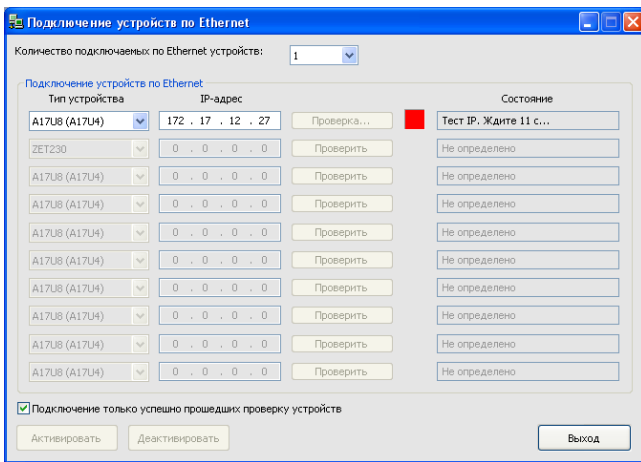 Подключение устройств по Ethernet
Количество подключаемых по Ethernet устройств: 1
Подключение устройств по Ethernet
Тип устройства IP-адрес Состояние
A17U8 (A17U4) 172 . 17 . 12 . 27 Проверка... Тест IP. Ждите 11 с...
ZET230 0 . 0 . 0 . 0 Проверить Не определено
A17U8 (A17U4) 0 . 0 . 0 . 0 Проверить Не определено
A17U8 (A17U4) 0 . 0 . 0 . 0 Проверить Не определено
A17U8 (A17U4) 0 . 0 . 0 . 0 Проверить Не определено
A17U8 (A17U4) 0 . 0 . 0 . 0 Проверить Не определено
A17U8 (A17U4) 0 . 0 . 0 . 0 Проверить Не определено
A17U8 (A17U4) 0 . 0 . 0 . 0 Проверить Не определено
A17U8 (A17U4) 0 . 0 . 0 . 0 Проверить Не определено
A17U8 (A17U4) 0 . 0 . 0 . 0 Проверить Не определено
Подключение только успешно прошедших проверку устройств
Активировать Деактивировать Выход